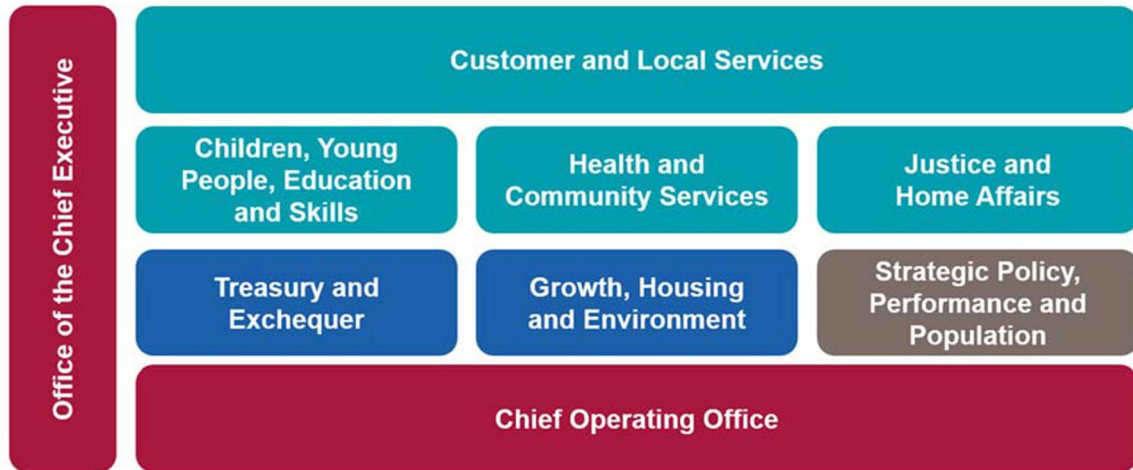 Office of the Chief Executive
Customer and Local Services
Children, Young
People, Education
and Skills
Health and
Community Services
Justice and
Home Affairs
Treasury and
Exchequer
Growth, Housing
and Environment
Strategic Policy,
Performance and
Population
Chief Operating Office